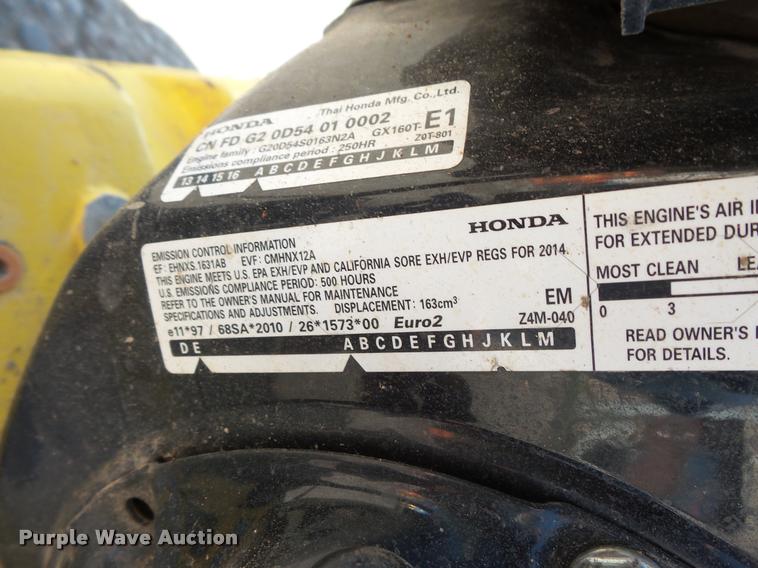 HONDA Thai Honda Mfg. Co.,Ltd.
CN FD G2 0D54 01 0002 GX160T- E1
Engine family : G20D54S0163N2A Z0T-801
Emissions compliance period : 250HR
13 14 15 16 A B C D E F G H J K L M
EMISSION CONTROL INFORMATION HONDA
EF: EHNXS.1631AB EVF: CMHNX12A
THIS ENGINE MEETS U.S. EPA EXH/EVP AND CALIFORNIA SORE EXH/EVP REGS FOR 2014.
U.S. EMISSIONS COMPLIANCE PERIOD: 500 HOURS
REFER TO THE OWNER'S MANUAL FOR MAINTENANCE
SPECIFICATIONS AND ADJUSTMENTS. DISPLACEMENT: 163cm³ EM
e11*97 / 68SA*2010 / 26*1573*00 Euro2 Z4M-040
D E A B C D E F G H J K L M
THIS ENGINE'S AIR I
FOR EXTENDED DUR
MOST CLEAN LE
0 3
READ OWNER'S
FOR DETAILS.
Purple Wave Auction